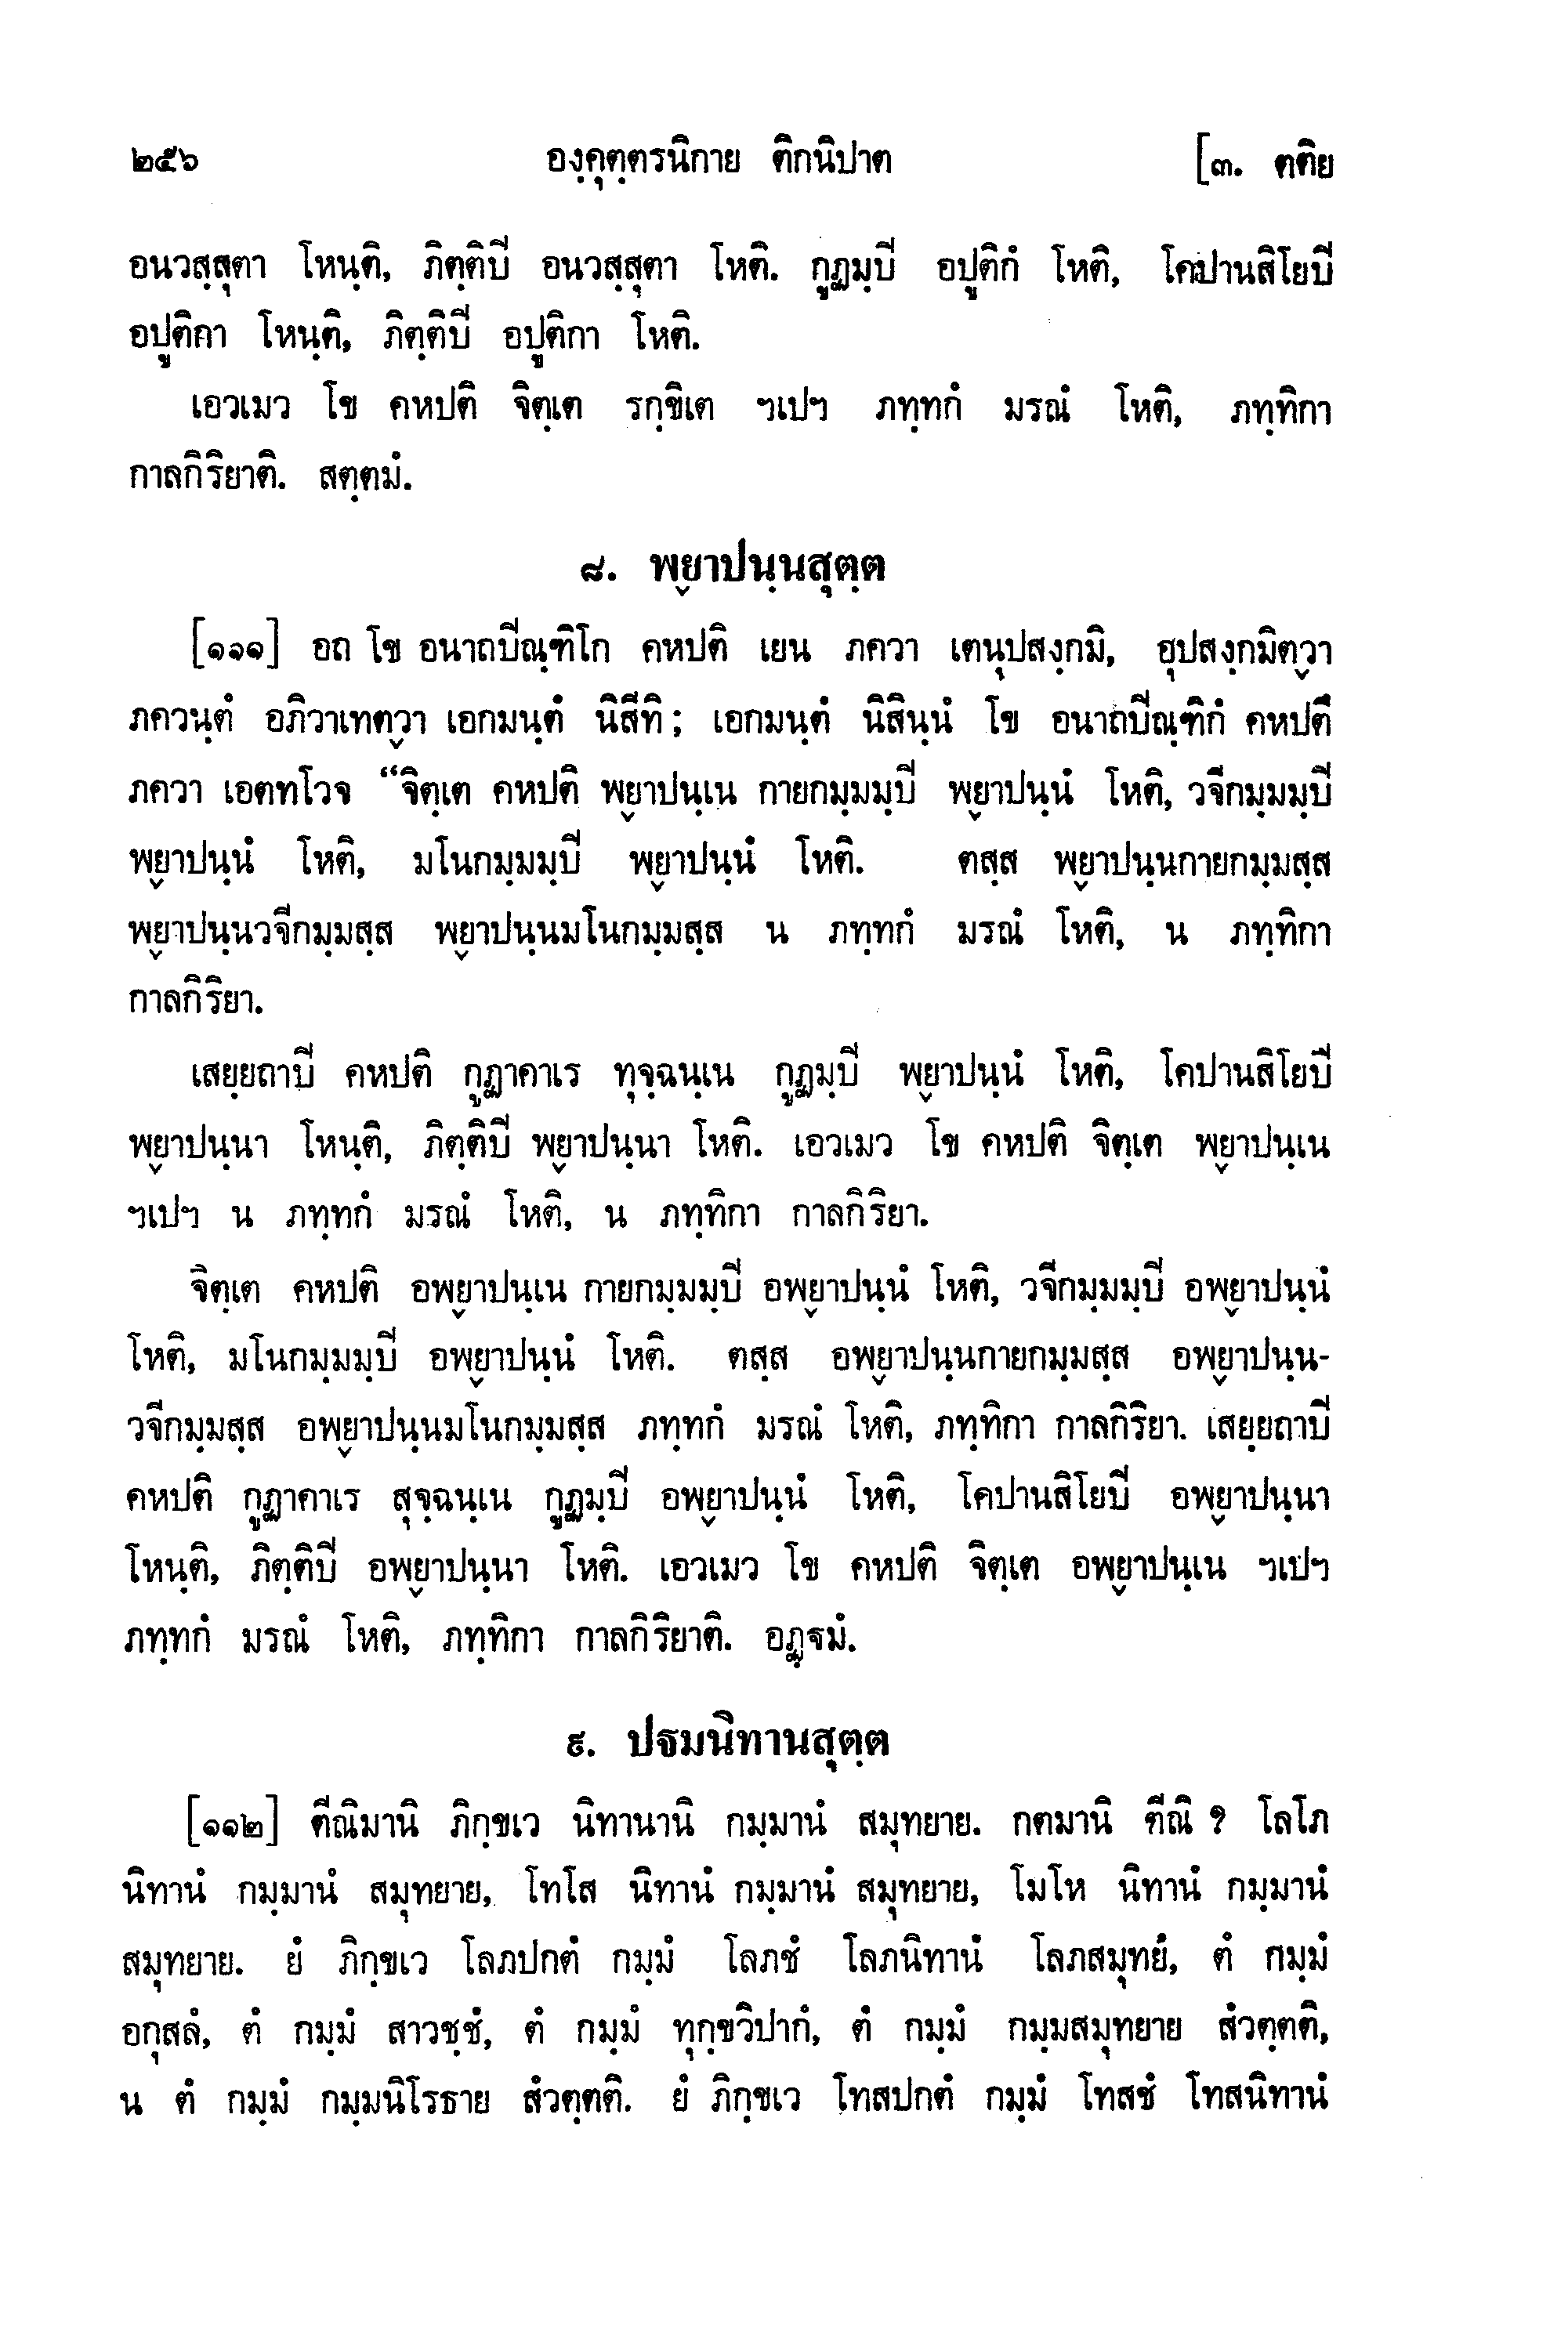 ๒๕๖ องฺคุตฺตรนิกาย ติกนิปาต [๓. ตติย
อนวสฺสุตา โหนฺติ, ภิตฺติปิ อนวสฺสุตา โหติ. กูฏมฺปิ อปูติกํ โหติ, โคปานสิโยปิ
อปูติกา โหนฺติ, ภิตฺติปิ อปูติกา โหติ.
เอวเมว โข คหปติ จิตฺเต รกฺขิเต ฯเปฯ ภทฺทกํ มรณํ โหติ, ภทฺทิกา
กาลกิริยาติ. สตฺตมํ.
๘. พฺยาปนฺนสุตฺต
[๑๑๑] อถ โข อนาถปิณฺฑิโก คหปติ เยน ภควา เตนุปสงฺกมิ, อุปสงฺกมิตฺวา
ภควนฺตํ อภิวาเทตฺวา เอกมนฺตํ นิสีทิ; เอกมนฺตํ นิสินฺนํ โข อนาถปิณฺฑิกํ คหปตึ
ภควา เอตทโวจ “จิตฺเต คหปติ พฺยาปนฺเน กายกมฺมมฺปิ พฺยาปนฺนํ โหติ, วจีกมฺมมฺปิ
พฺยาปนฺนํ โหติ, มโนกมฺมมฺปิ พฺยาปนฺนํ โหติ. ตสฺส พฺยาปนฺนกายกมฺมสฺส
พฺยาปนฺนวจีกมฺมสฺส พฺยาปนฺนมโนกมฺมสฺส น ภทฺทกํ มรณํ โหติ, น ภทฺทิกา
กาลกิริยา.
เสยฺยถาปิ คหปติ กูฏาคาเร ทุจฺฉนฺเน กูฏมฺปิ พฺยาปนฺนํ โหติ, โคปานสิโยปิ
พฺยาปนฺนา โหนฺติ, ภิตฺติปิ พฺยาปนฺนา โหติ. เอวเมว โข คหปติ จิตฺเต พฺยาปนฺเน
ฯเปฯ น ภทฺทกํ มรณํ โหติ, น ภทฺทิกา กาลกิริยา.
จิตฺเต คหปติ อพฺยาปนฺเน กายกมฺมมฺปิ อพฺยาปนฺนํ โหติ, วจีกมฺมมฺปิ อพฺยาปนฺนํ
โหติ, มโนกมฺมมฺปิ อพฺยาปนฺนํ โหติ. ตสฺส อพฺยาปนฺนกายกมฺมสฺส อพฺยาปนฺน-
วจีกมฺมสฺส อพฺยาปนฺนมโนกมฺมสฺส ภทฺทกํ มรณํ โหติ, ภทฺทิกา กาลกิริยา. เสยฺยถาปิ
คหปติ กูฏาคาเร สุจฺฉนฺเน กูฏมฺปิ อพฺยาปนฺนํ โหติ, โคปานสิโยปิ อพฺยาปนฺนา
โหนฺติ, ภิตฺติปิ อพฺยาปนฺนา โหติ. เอวเมว โข คหปติ จิตฺเต อพฺยาปนฺเน ฯเปฯ
ภทฺทกํ มรณํ โหติ, ภทฺทิกา กาลกิริยาติ. อฏฺฐมํ.
๙. ปฐมนิทานสุตฺต
[๑๑๒] ตีณิมานิ ภิกฺขเว นิทานานิ กมฺมานํ สมุทยาย. กตมานิ ตีณิ ? โลโภ
นิทานํ กมฺมานํ สมุทยาย, โทโส นิทานํ กมฺมานํ สมุทยาย, โมโห นิทานํ กมฺมานํ
สมุทยาย. ยํ ภิกฺขเว โลภปกตํ กมฺมํ โลภชํ โลภนิทานํ โลภสมุทยํ, ตํ กมฺมํ
อกุสลํ, ตํ กมฺมํ สาวชฺชํ, ตํ กมฺมํ ทุกฺขวิปากํ, ตํ กมฺมํ กมฺมสมุทยาย สํวตฺตติ,
น ตํ กมฺมํ กมฺมนิโรธาย สํวตฺตติ. ยํ ภิกฺขเว โทสปกตํ กมฺมํ โทสชํ โทสนิทานํ